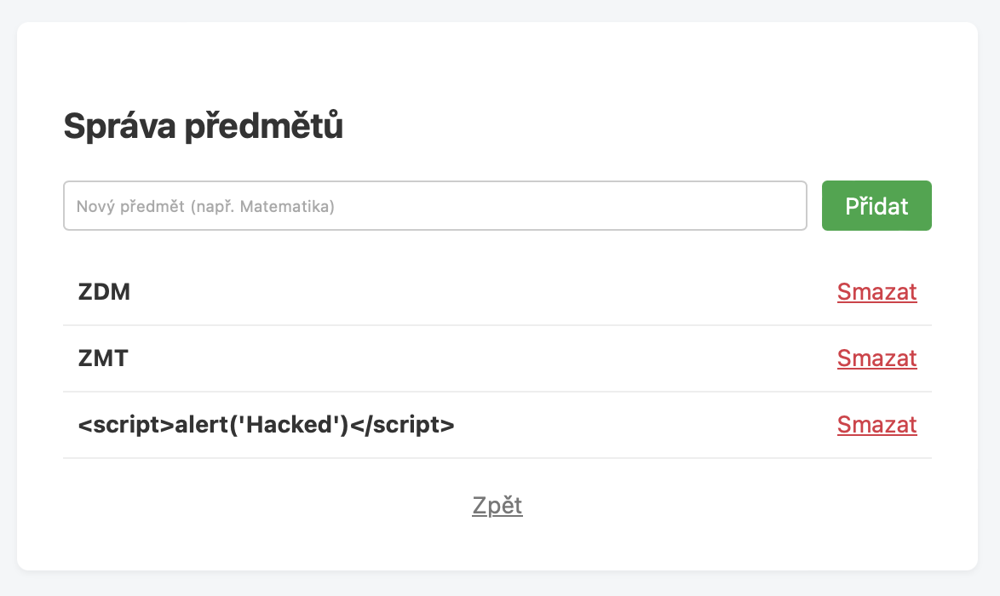 Správa předmětů
Nový předmět (např. Matematika)
Přidat
ZDM
Smazat
ZMT
Smazat
<script>alert('Hacked')</script>
Smazat
Zpět